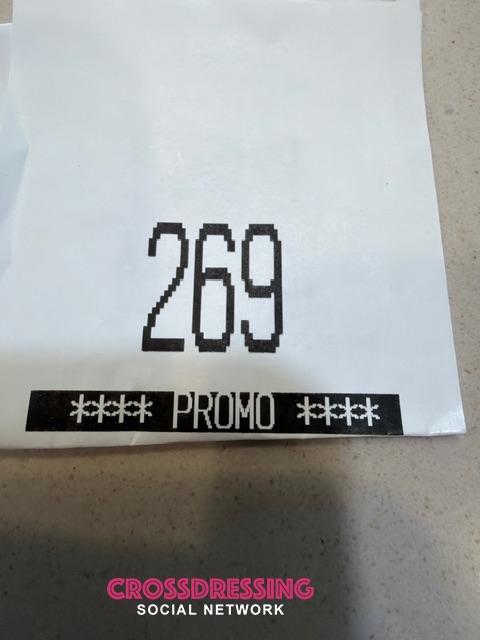 269
**** PROMO ****
CROSSDRESSING
SOCIAL NETWORK